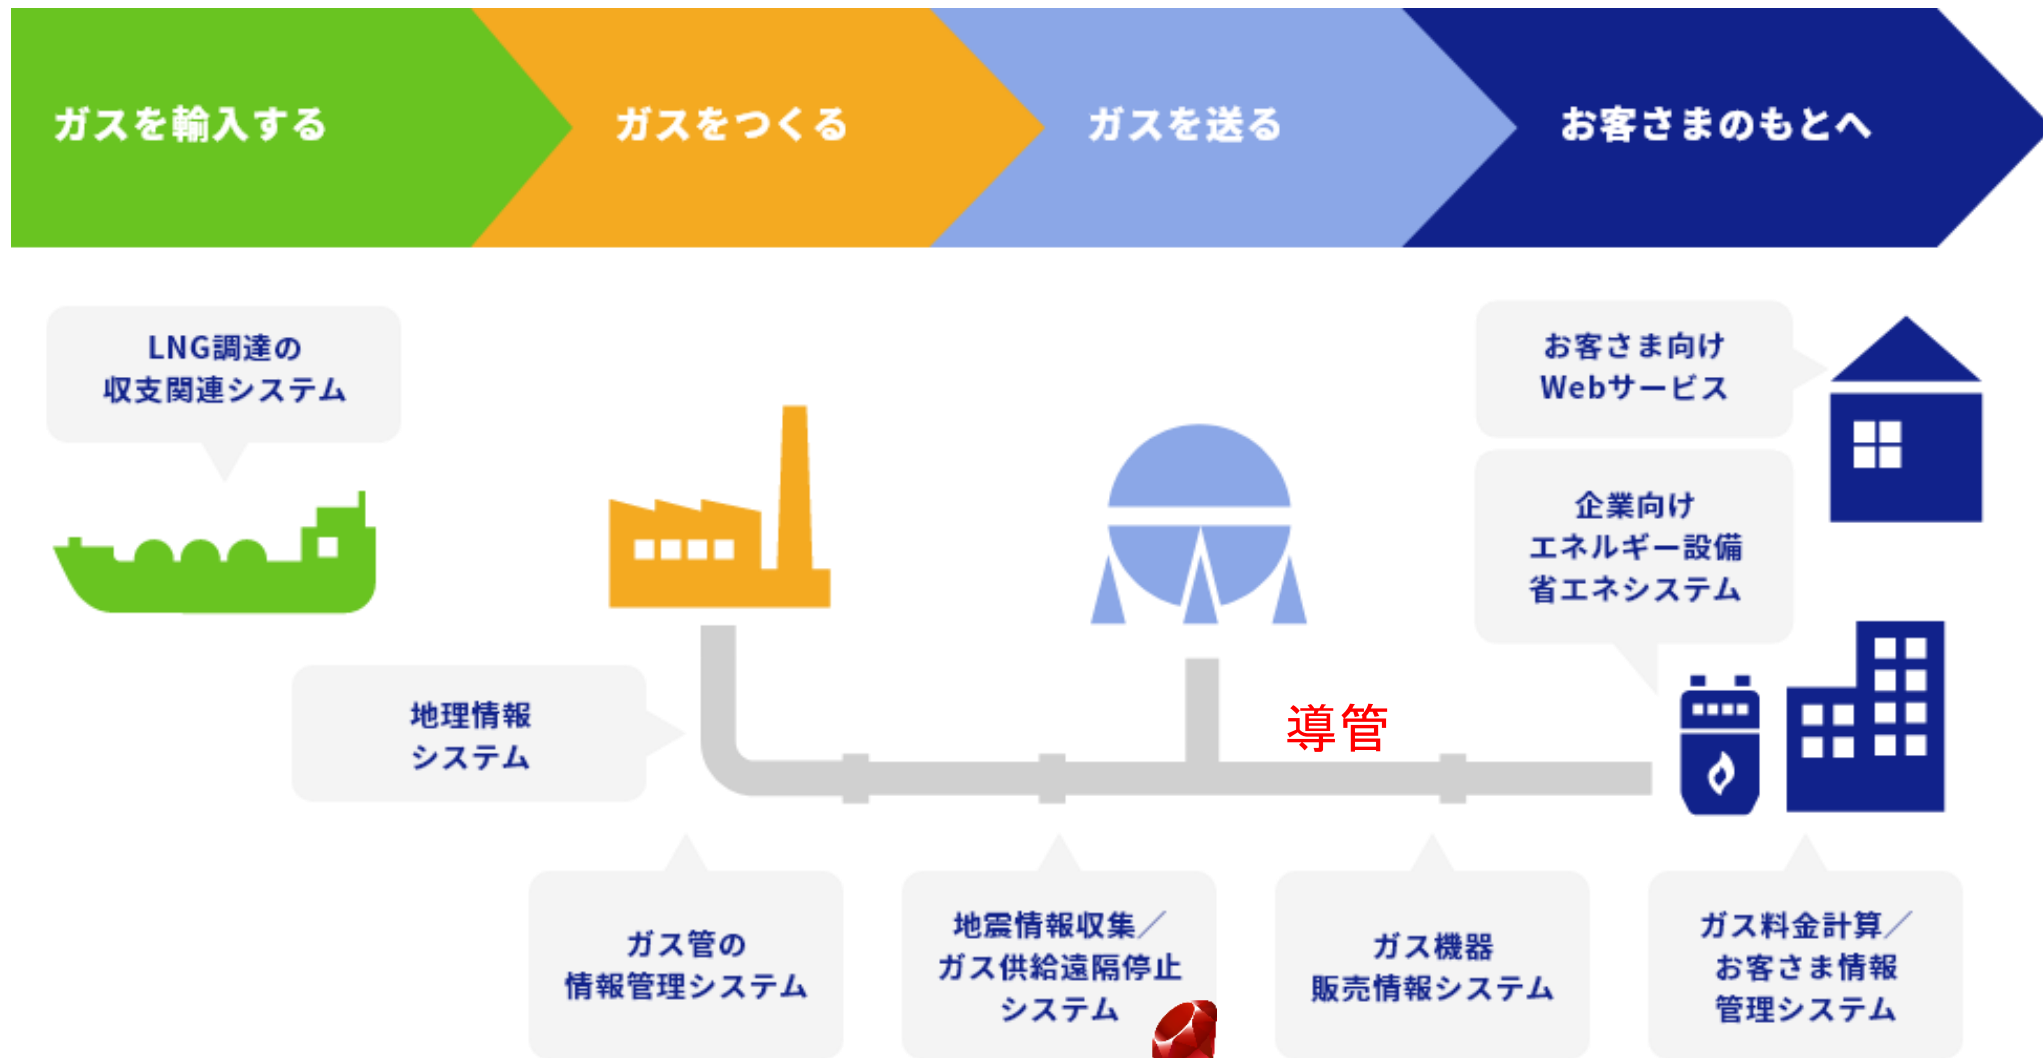 ガスを輸入する
ガスをつくる
ガスを送る
お客さまのもとへ
LNG調達の
収支関連システム
お客さま向け
Webサービス
企業向け
エネルギー設備
省エネシステム
地理情報
システム
導管
ガス管の
情報管理システム
地震情報収集／
ガス供給遠隔停止
システム
ガス機器
販売情報システム
ガス料金計算／
お客さま情報
管理システム